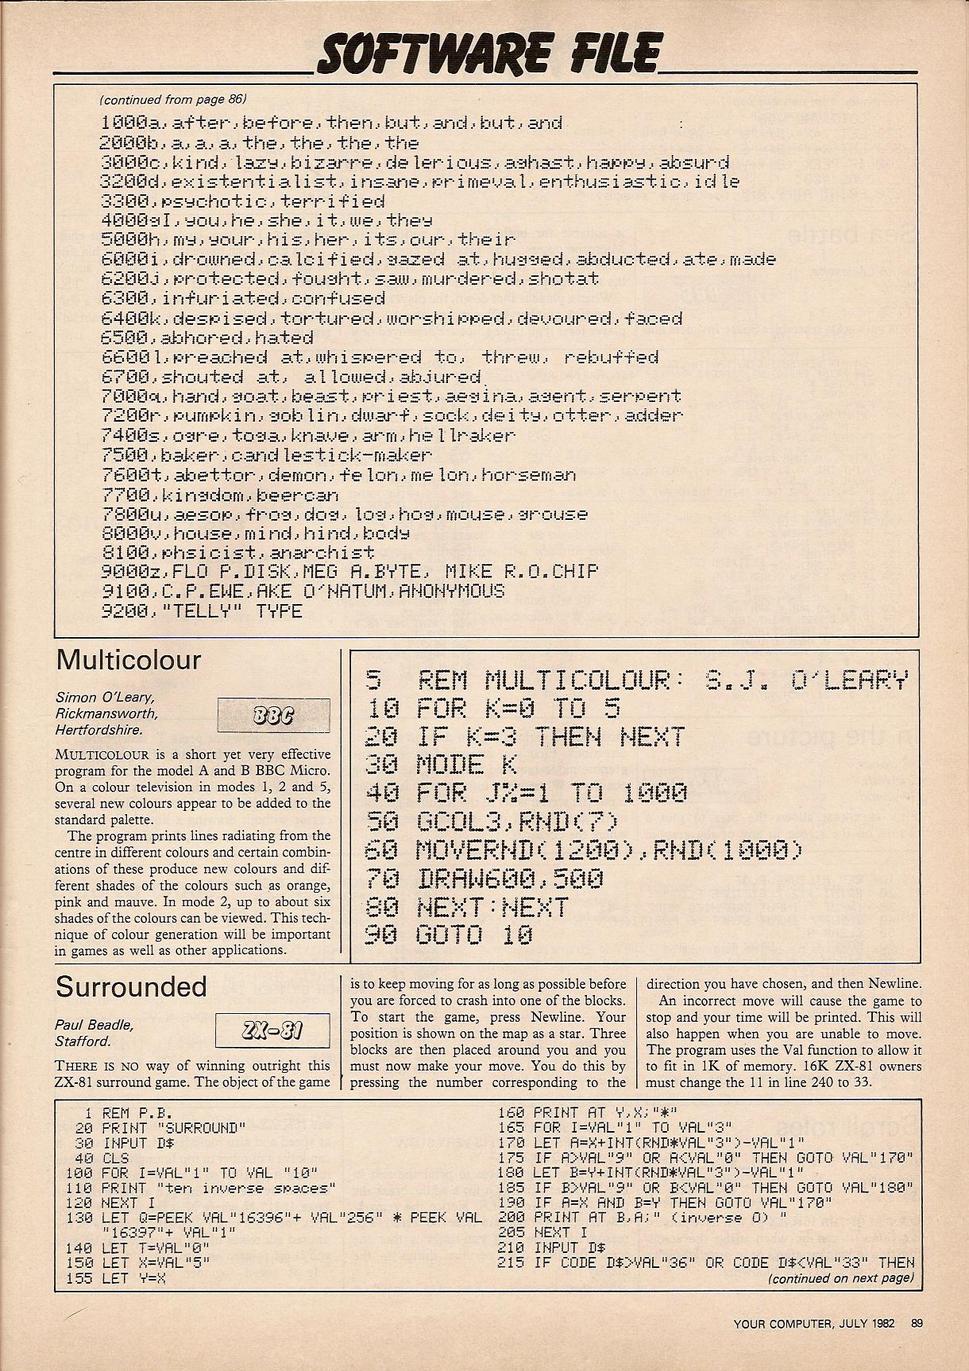 SOFTWARE FILE
(continued from page 86)
1000a,after,before,then,but,and,but,and
2000b,a,a,a,the,the,the,the
3000c,kind,lazy,bizarre,delerious,aghast,happy,absurd
3200d,existentialist,insane,primeval,enthusiastic,idle
3300,psychotic,terrified
4000gI,you,he,she,it,we,they
5000h,my,your,his,her,its,our,their
6000i,drowned,calcified,gazed at,hugged,abducted,ate,made
6200j,protected,fought,saw,murdered,shotat
6300,infuriated,confused
6400k,despised,tortured,worshipped,devoured,faced
6500,abhored,hated
6600l,preached at,whispered to, threw, rebuffed
6700,shouted at, allowed,abjured
7000q,hand,goat,beast,priest,aegina,agent,serpent
7200r,pumpkin,goblin,dwarf,sock,deity,otter,adder
7400s,ogre,toga,knave,arm,hellraker
7500,baker,candlestick-maker
7600t,abettor,demon,felon,melon,horseman
7700,kingdom,beercan
7800u,aesop,frog,dog,log,hog,mouse,grouse
8000v,house,mind,hind,body
8100,phsicist,anarchist
9000z,FLO P.DISK,MEG A.BYTE, MIKE R.O.CHIP
9100,C.P.EWE,AKE O'NATUM,ANONYMOUS
9200,"TELLY" TYPE
Multicolour
Simon O'Leary,
Rickmansworth,
Hertfordshire.
BBC
MULTICOLOUR is a short yet very effective
program for the model A and B BBC Micro.
On a colour television in modes 1, 2 and 5,
several new colours appear to be added to the
standard palette.
The program prints lines radiating from the
centre in different colours and certain combin-
ations of these produce new colours and dif-
ferent shades of the colours such as orange,
pink and mauve. In mode 2, up to about six
shades of the colours can be viewed. This tech-
nique of colour generation will be important
in games as well as other applications.
5 REM MULTICOLOUR: S.J. O'LEARY
10 FOR K=0 TO 5
20 IF K=3 THEN NEXT
30 MODE K
40 FOR J%=1 TO 1000
50 GCOL3,RND(7)
60 MOVERND(1200),RND(1000)
70 DRAW600,500
80 NEXT:NEXT
90 GOTO 10
Surrounded
Paul Beadle,
Stafford.
ZX-81
THERE IS NO way of winning outright this
ZX-81 surround game. The object of the game
is to keep moving for as long as possible before
you are forced to crash into one of the blocks.
To start the game, press Newline. Your
position is shown on the map as a star. Three
blocks are then placed around you and you
must now make your move. You do this by
pressing the number corresponding to the
direction you have chosen, and then Newline.
An incorrect move will cause the game to
stop and your time will be printed. This will
also happen when you are unable to move.
The program uses the Val function to allow it
to fit in 1K of memory. 16K ZX-81 owners
must change the 11 in line 240 to 33.
1 REM P.B.
20 PRINT "SURROUND"
30 INPUT D$
40 CLS
100 FOR I=VAL"1" TO VAL "10"
110 PRINT "ten inverse spaces"
120 NEXT I
130 LET Q=PEEK VAL"16396"+ VAL"256" * PEEK VAL
"16397"+ VAL"1"
140 LET T=VAL"0"
150 LET X=VAL"5"
155 LET Y=X
160 PRINT AT Y,X;"*"
165 FOR I=VAL"1" TO VAL"3"
170 LET A=X+INT(RND*VAL"3")-VAL"1"
175 IF A>VAL"9" OR A<VAL"0" THEN GOTO VAL"170"
180 LET B=Y+INT(RND*VAL"3")-VAL"1"
185 IF B>VAL"9" OR B<VAL"0" THEN GOTO VAL"180"
190 IF A=X AND B=Y THEN GOTO VAL"170"
200 PRINT AT B,A;" (inverse O) "
205 NEXT I
210 INPUT D$
215 IF CODE D$>VAL"36" OR CODE D$<VAL"33" THEN
(continued on next page)
YOUR COMPUTER, JULY 1982 89